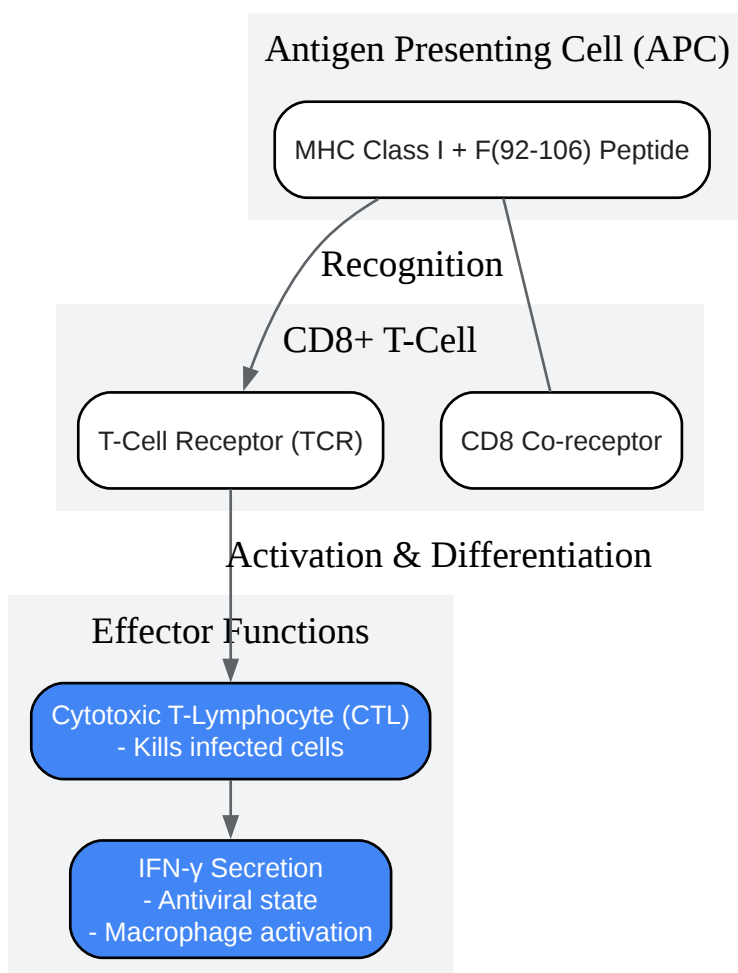 Antigen Presenting Cell (APC)
MHC Class I + F(92-106) Peptide
Recognition
CD8+ T-Cell
T-Cell Receptor (TCR)
CD8 Co-receptor
Activation & Differentiation
Effector Functions
Cytotoxic T-Lymphocyte (CTL)
- Kills infected cells
IFN-γ Secretion
- Antiviral state
- Macrophage activation